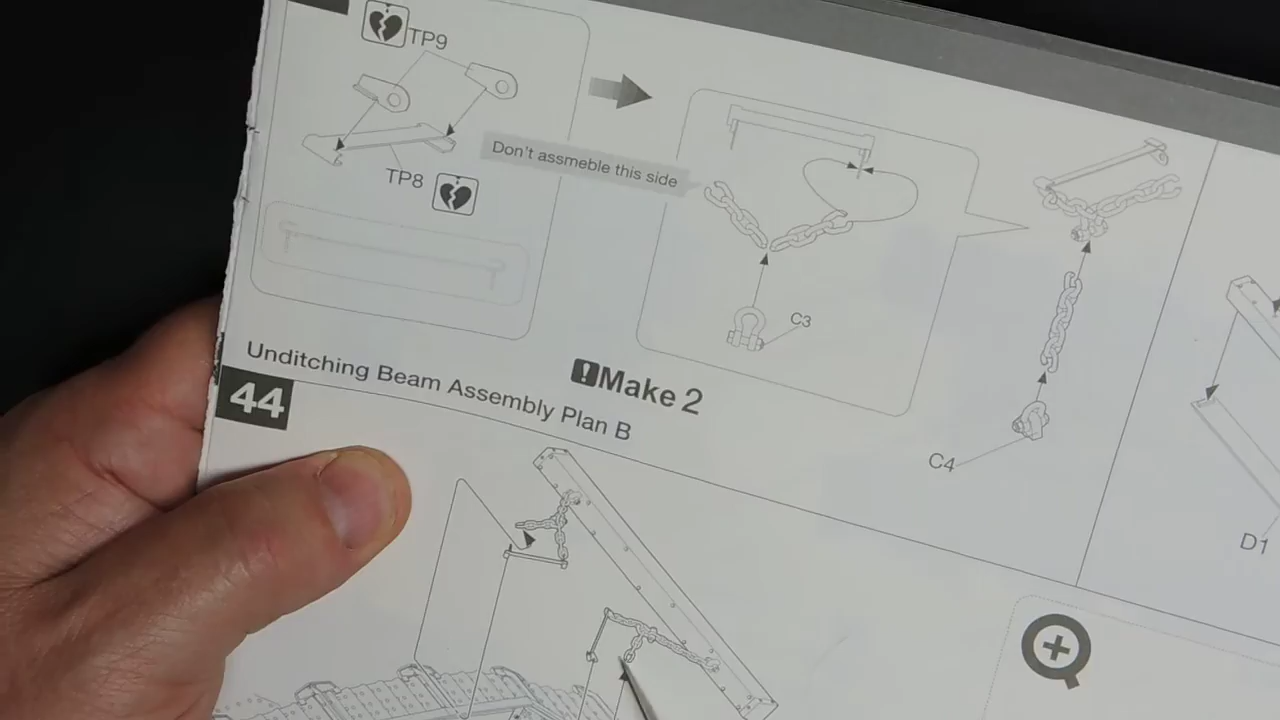 TP9
Don't assmeble this side
TP8
C3
Make 2
C4
Unditching Beam Assembly Plan B
44
D1